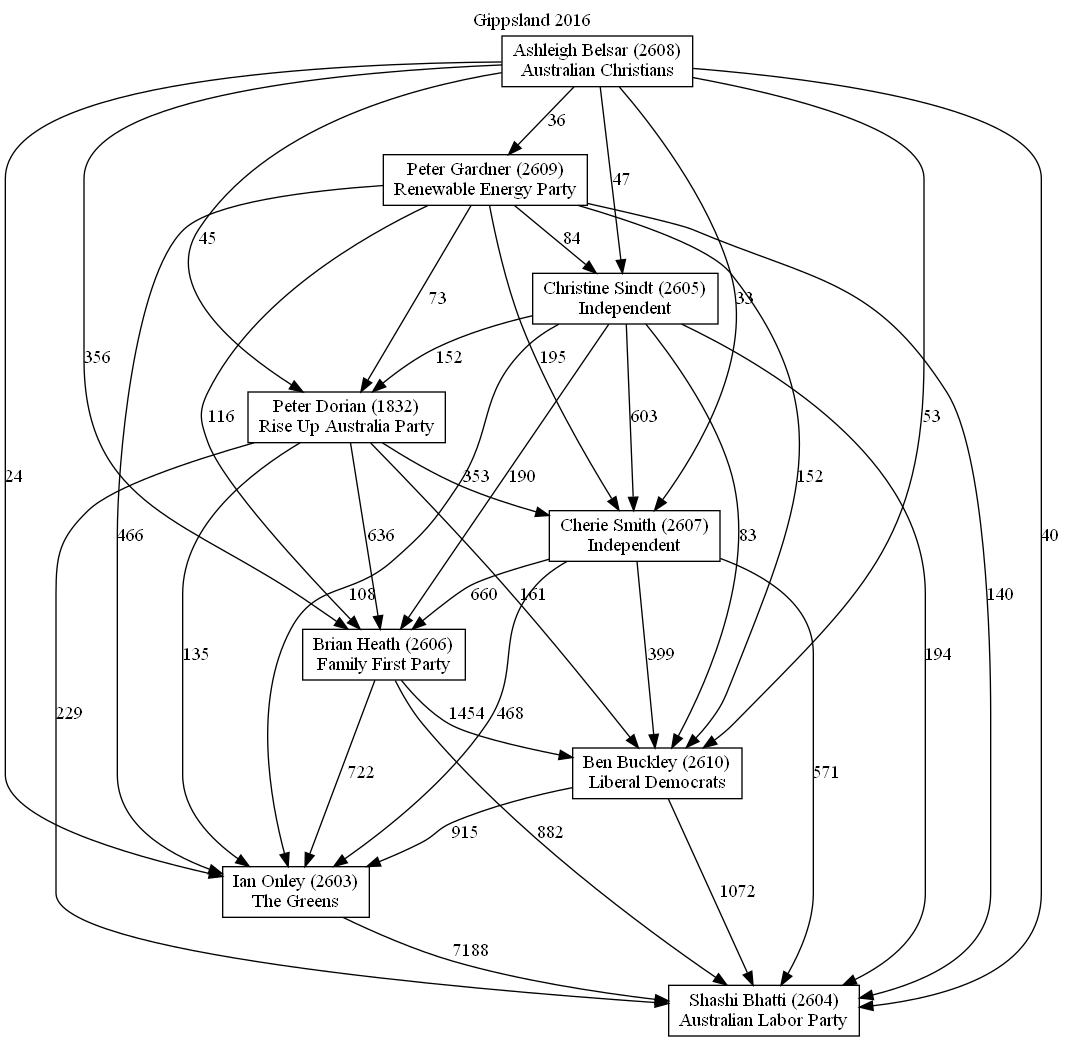 Gippsland 2016
Ashleigh Belsar (2608)
Australian Christians
36
Peter Gardner (2609)
Renewable Energy Party
47
45
84
Christine Sindt (2605)
Independent
73
33
356
152
195
Peter Dorian (1832)
Rise Up Australia Party
116
603
53
24
353
190
152
466
636
Cherie Smith (2607)
Independent
83
40
108
660
161
140
135
Brian Heath (2606)
Family First Party
399
194
229
1454
468
722
Ben Buckley (2610)
Liberal Democrats
571
915
882
Ian Onley (2603)
The Greens
1072
7188
Shashi Bhatti (2604)
Australian Labor Party